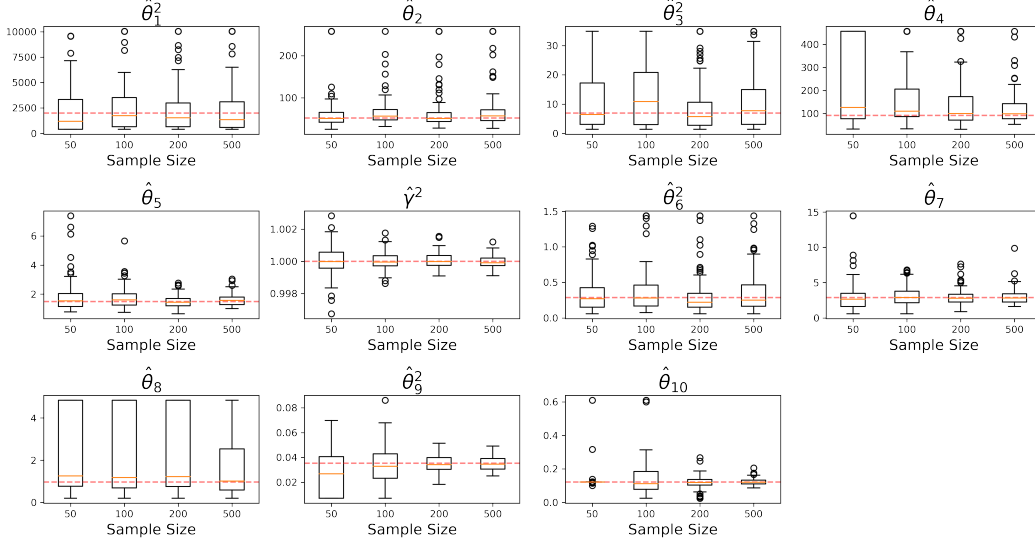 θ̂₁²
θ̂₂
θ̂₃²
θ̂₄
10000
7500
5000
2500
0
50 100 200 500
Sample Size
200
100
50 100 200 500
Sample Size
30
20
10
0
50 100 200 500
Sample Size
400
300
200
100
50 100 200 500
Sample Size
θ̂₅
γ̂²
θ̂₆²
θ̂₇
6
4
2
50 100 200 500
Sample Size
1.002
1.000
0.998
50 100 200 500
Sample Size
1.5
1.0
0.5
0.0
50 100 200 500
Sample Size
15
10
5
0
50 100 200 500
Sample Size
θ̂₈
θ̂₉²
θ̂₁₀
4
2
0
50 100 200 500
Sample Size
0.08
0.06
0.04
0.02
50 100 200 500
Sample Size
0.6
0.4
0.2
0.0
50 100 200 500
Sample Size